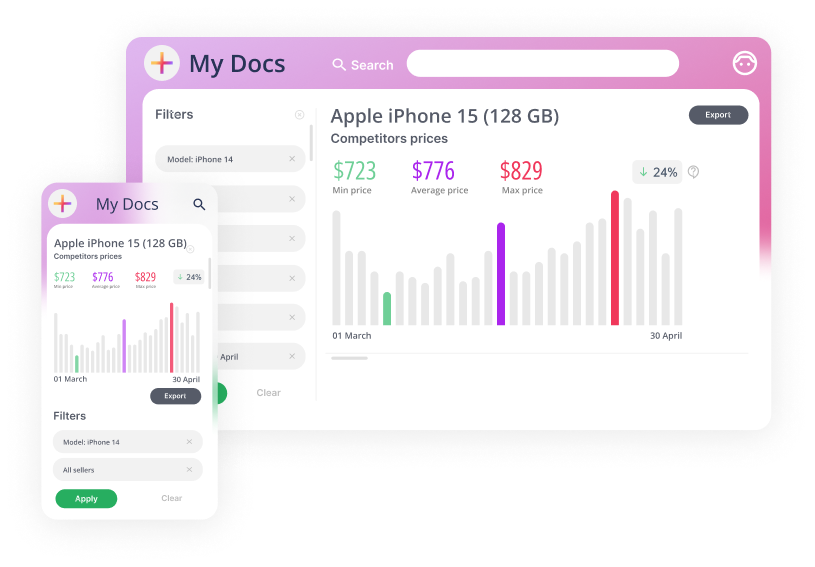 My Docs
Search
Filters
Model: iPhone 14
April
Clear
Apple iPhone 15 (128 GB)
Export
Competitors prices
$723
$776
$829
24%
Min price
Average price
Max price
01 March
30 April
My Docs
Apple iPhone 15 (128 GB)
Competitors prices
$723
$776
$829
24%
Min price
Average price
Max price
01 March
30 April
Export
Filters
Model: iPhone 14
All sellers
Apply
Clear